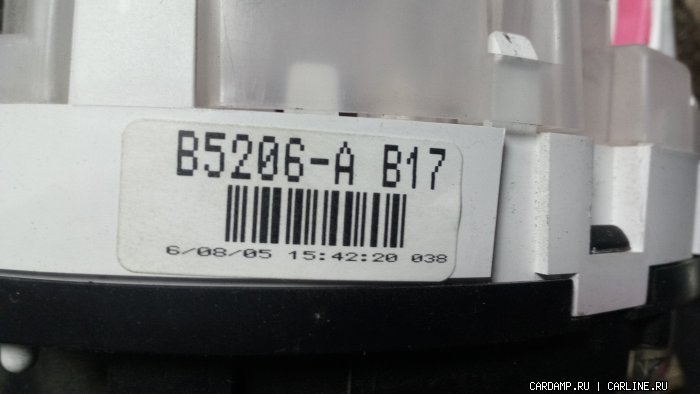 B5206-A B17
6/08/05 15:42:20 038
CARDAMP.RU | CARLINE.RU